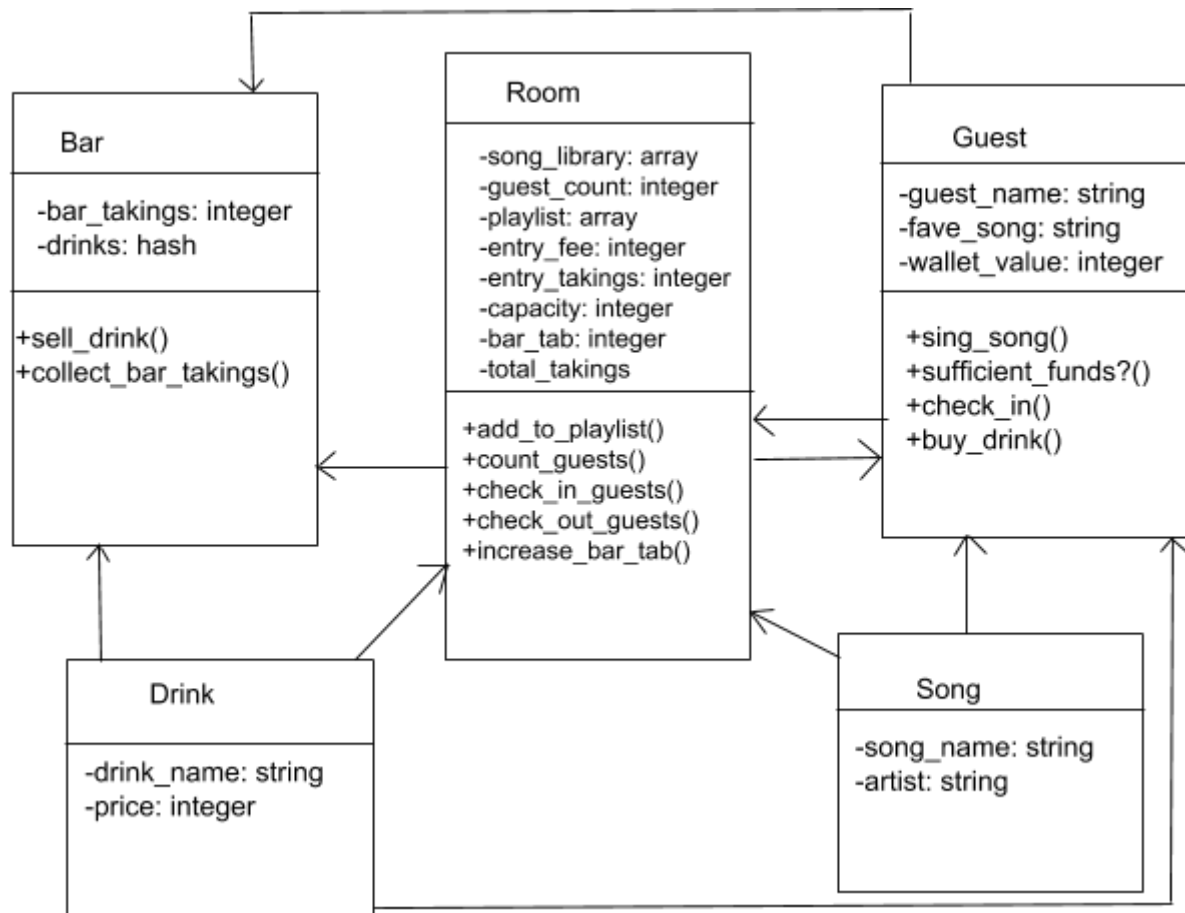 Bar
-bar_takings: integer
-drinks: hash
+sell_drink()
+collect_bar_takings()
Room
-song_library: array
-guest_count: integer
-playlist: array
-entry_fee: integer
-entry_takings: integer
-capacity: integer
-bar_tab: integer
-total_takings
+add_to_playlist()
+count_guests()
+check_in_guests()
+check_out_guests()
+increase_bar_tab()
Guest
-guest_name: string
-fave_song: string
-wallet_value: integer
+sing_song()
+sufficient_funds?()
+check_in()
+buy_drink()
Drink
-drink_name: string
-price: integer
Song
-song_name: string
-artist: string